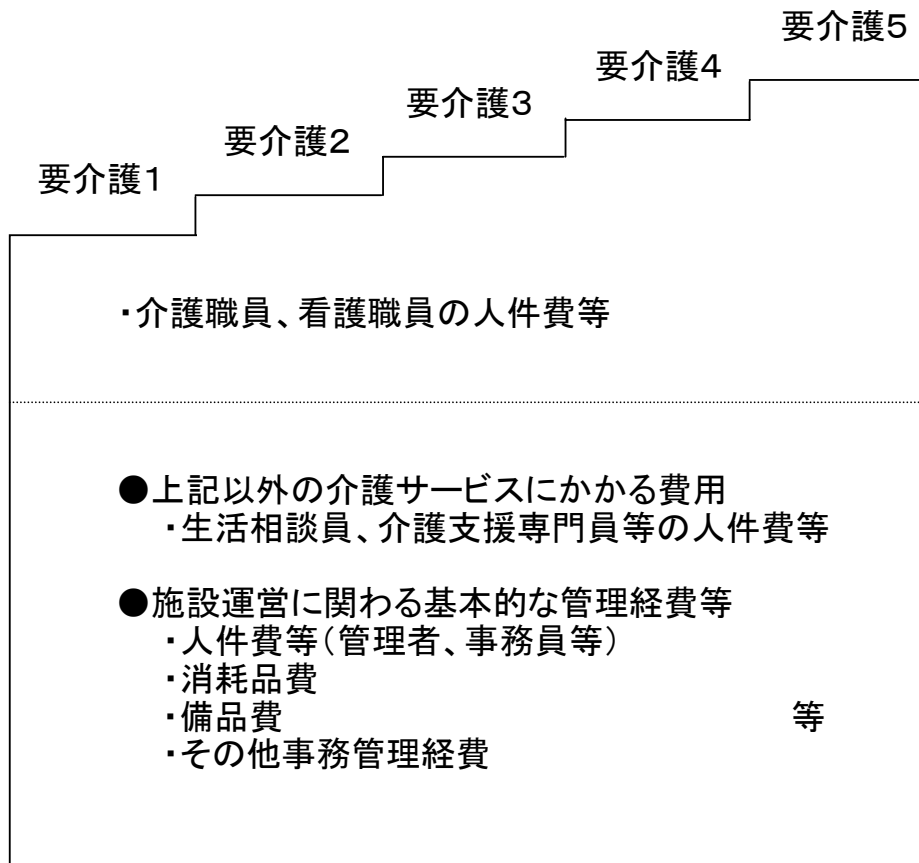 要介護5
要介護4
要介護3
要介護2
要介護1
・介護職員、看護職員の人件費等
●上記以外の介護サービスにかかる費用
・生活相談員、介護支援専門員等の人件費等
●施設運営に関わる基本的な管理経費等
・人件費等(管理者、事務員等)
・消耗品費
・備品費 等
・その他事務管理経費